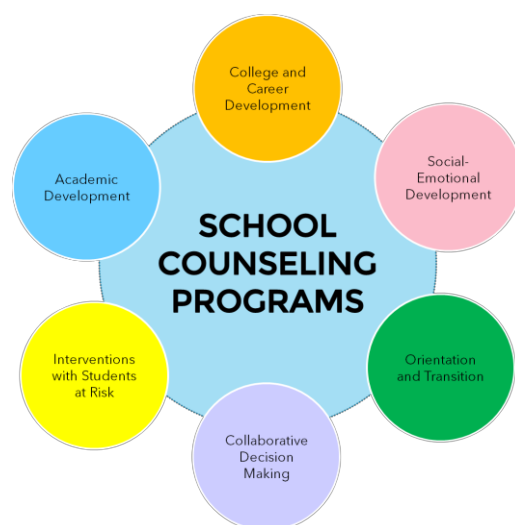 College and
Career
Development
Social-
Emotional
Development
Academic
Development
SCHOOL
COUNSELING
PROGRAMS
Interventions
with Students
at Risk
Orientation
and Transition
Collaborative
Decision
Making